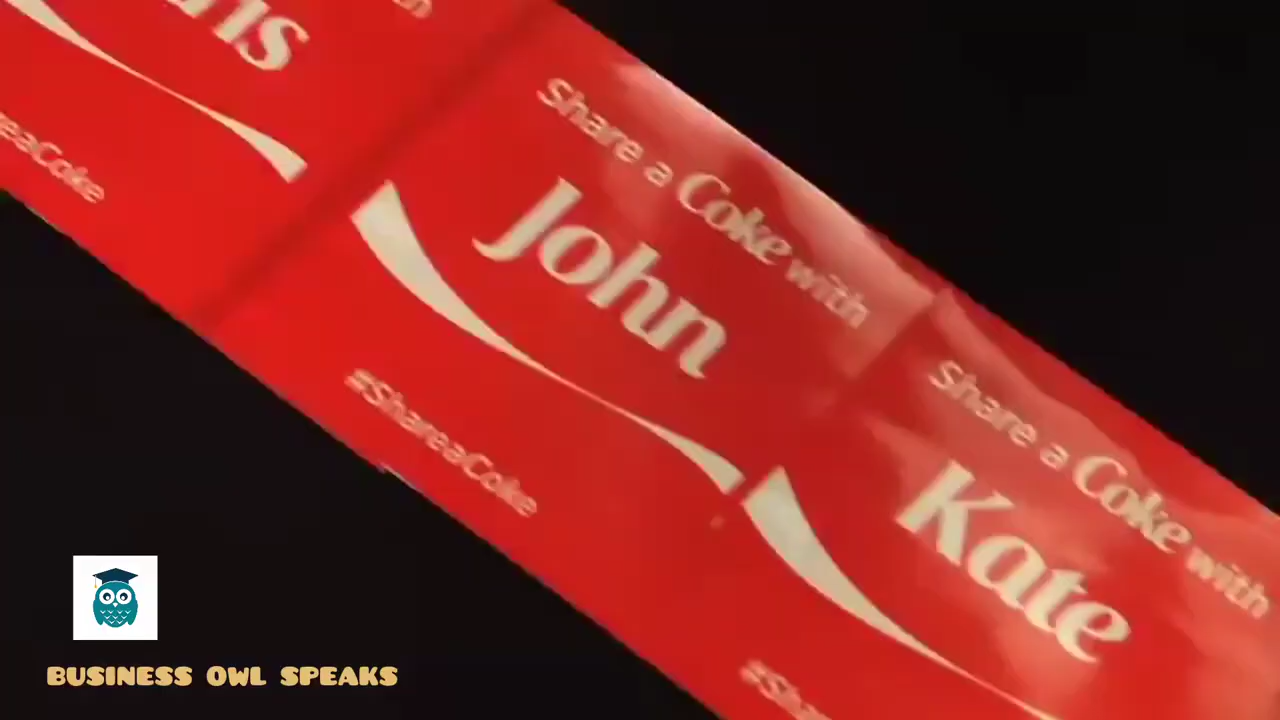 Share a Coke with
John
#ShareaCoke
Share a Coke with
Kate
BUSINESS OWL SPEAKS